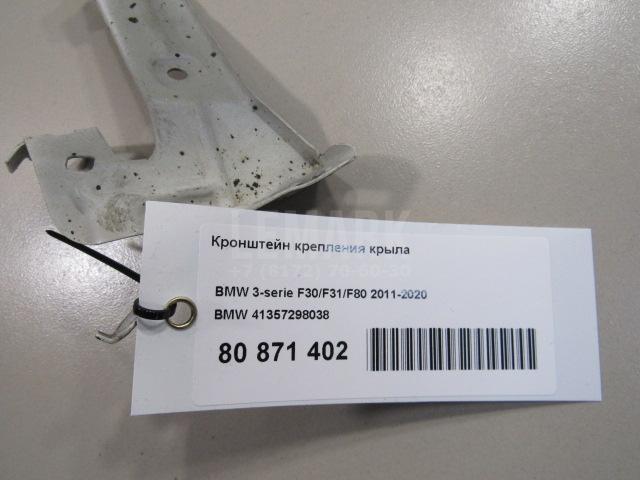 Кронштейн крепления крыла
BMW 3-serie F30/F31/F80 2011-2020
BMW 41357298038
80 871 402